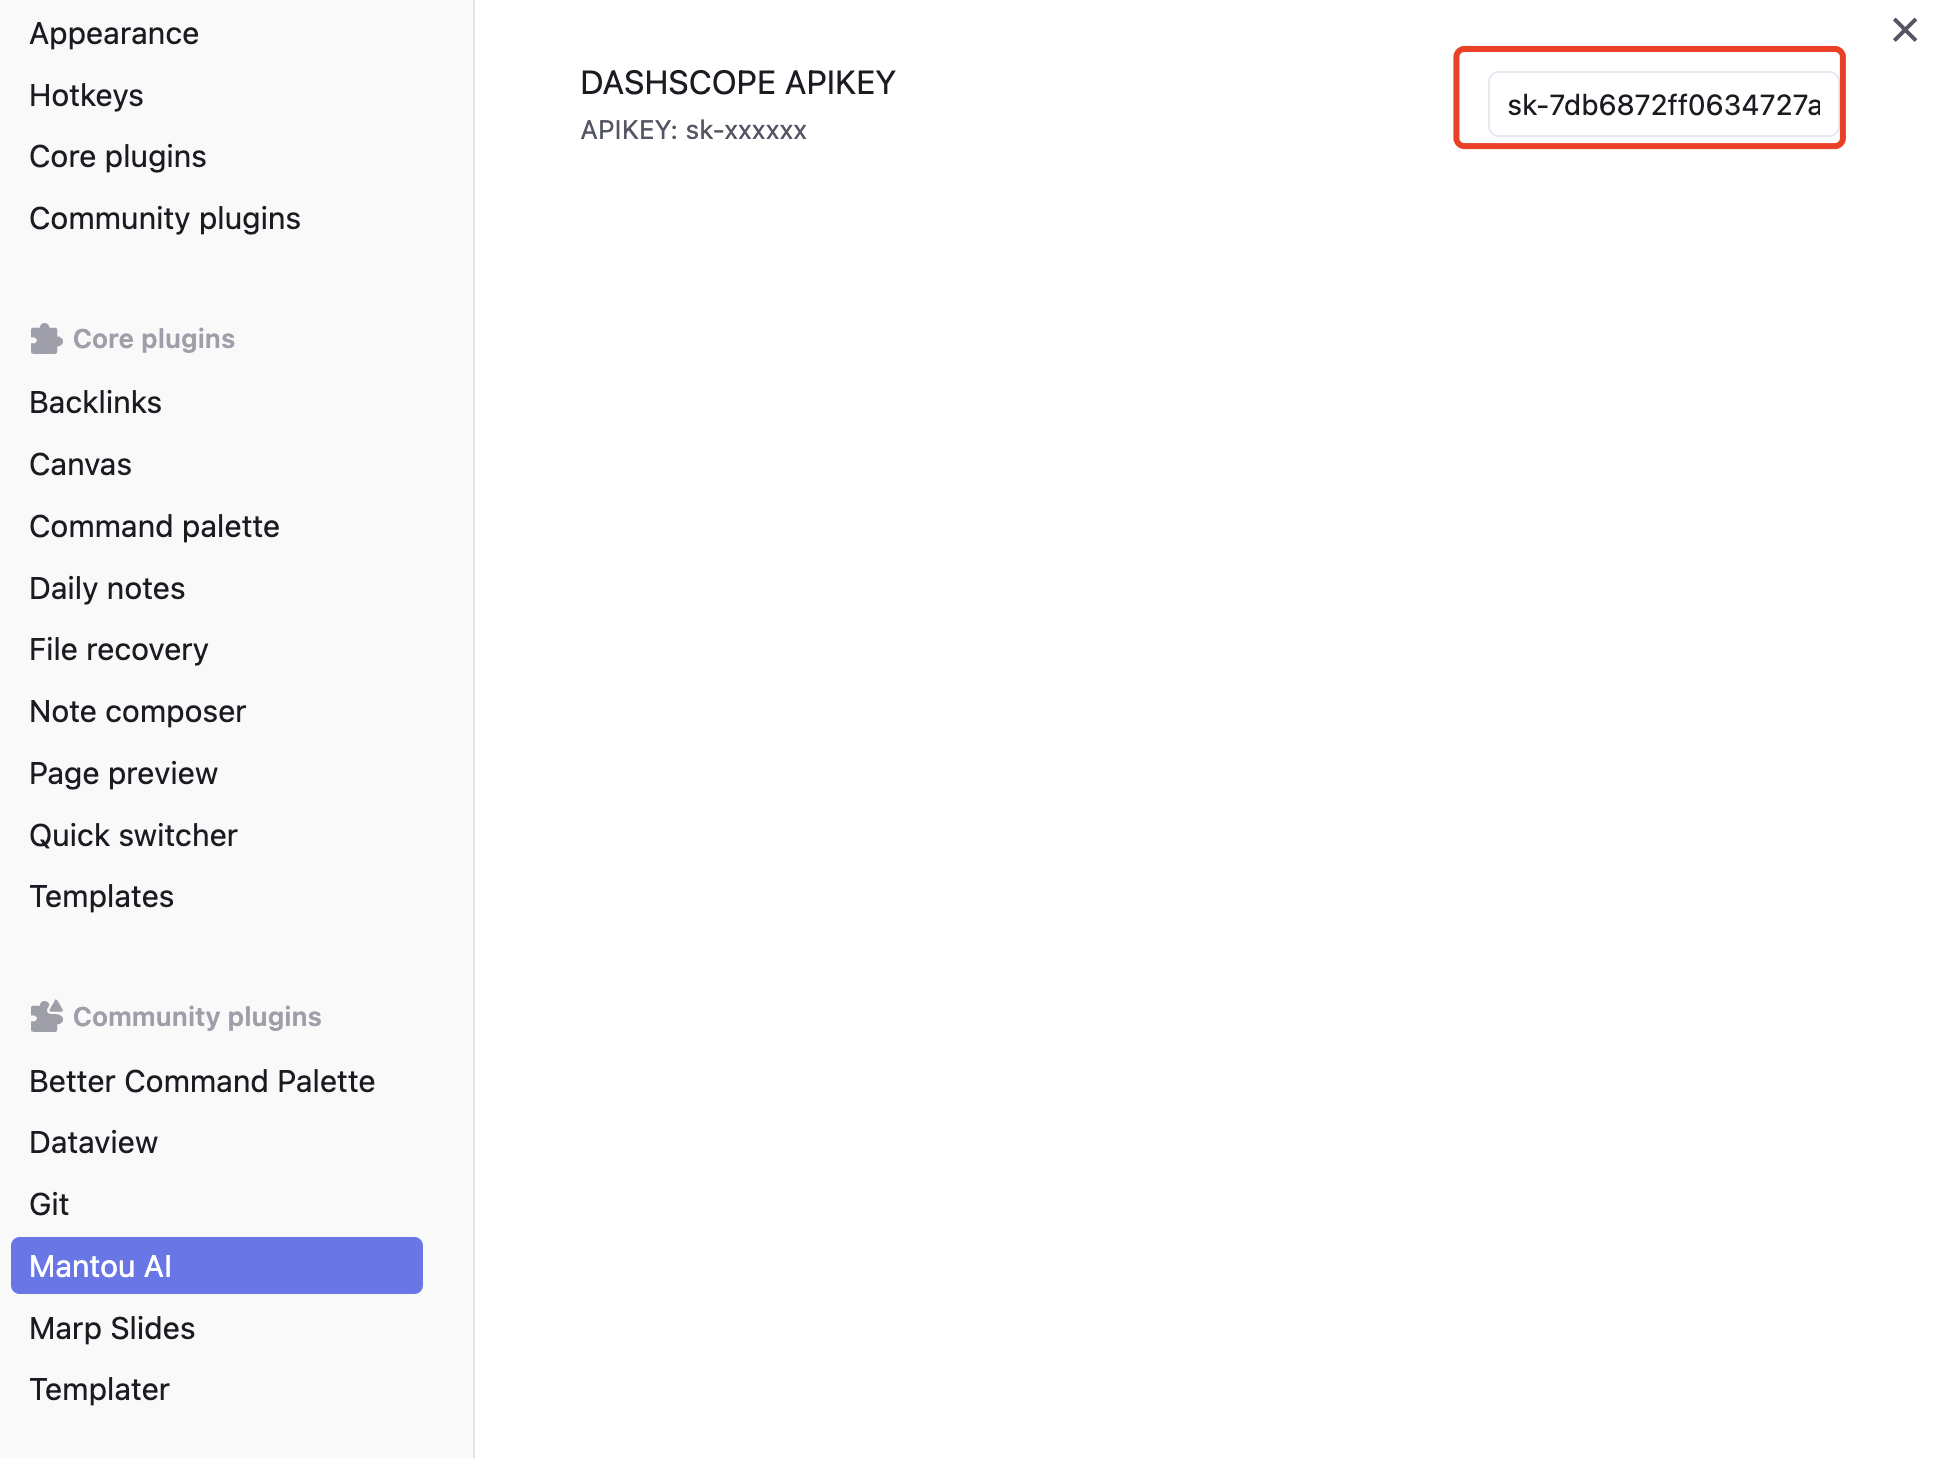 Appearance
Hotkeys
Core plugins
Community plugins
Core plugins
Backlinks
Canvas
Command palette
Daily notes
File recovery
Note composer
Page preview
Quick switcher
Templates
Community plugins
Better Command Palette
Dataview
Git
Mantou AI
Marp Slides
Templater
DASHSCOPE APIKEY
APIKEY: sk-xxxxxx
sk-7db6872ff0634727a